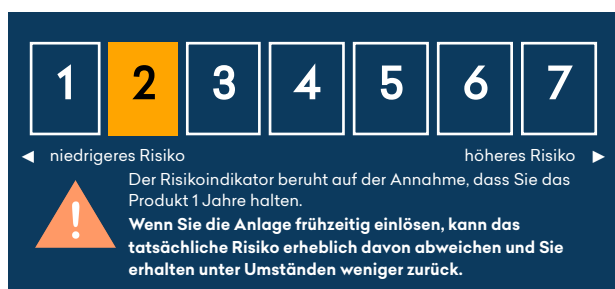 1 2 3 4 5 6 7
◄ niedrigeres Risiko höheres Risiko ►
Der Risikoindikator beruht auf der Annahme, dass Sie das
Produkt 1 Jahre halten.
Wenn Sie die Anlage frühzeitig einlösen, kann das
tatsächliche Risiko erheblich davon abweichen und Sie
erhalten unter Umständen weniger zurück.